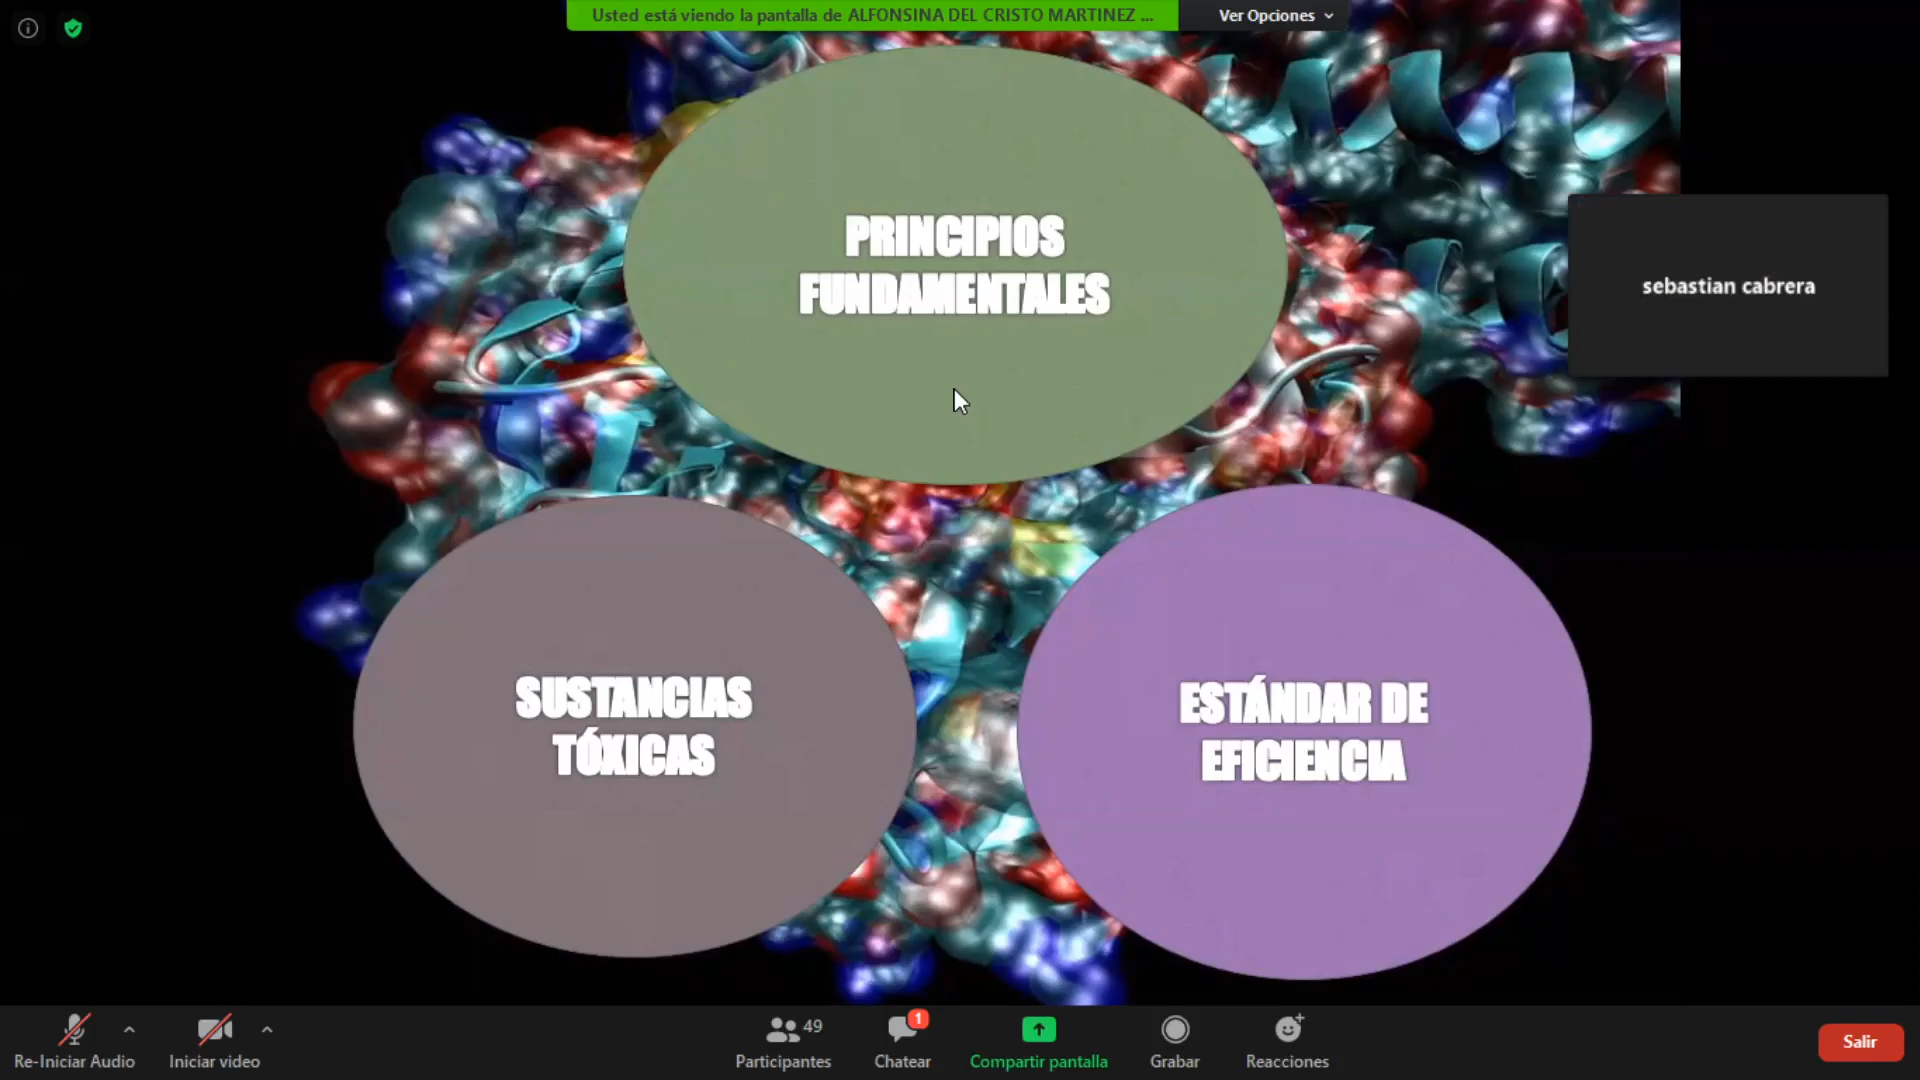 Usted está viendo la pantalla de ALFONSINA DEL CRISTO MARTINEZ ...
Ver Opciones
PRINCIPIOS
FUNDAMENTALES
sebastian cabrera
SUSTANCIAS
TÓXICAS
ESTÁNDAR DE
EFICIENCIA
Re-Iniciar Audio
Iniciar video
49
Participantes
1
Chatear
Compartir pantalla
Grabar
Reacciones
Salir